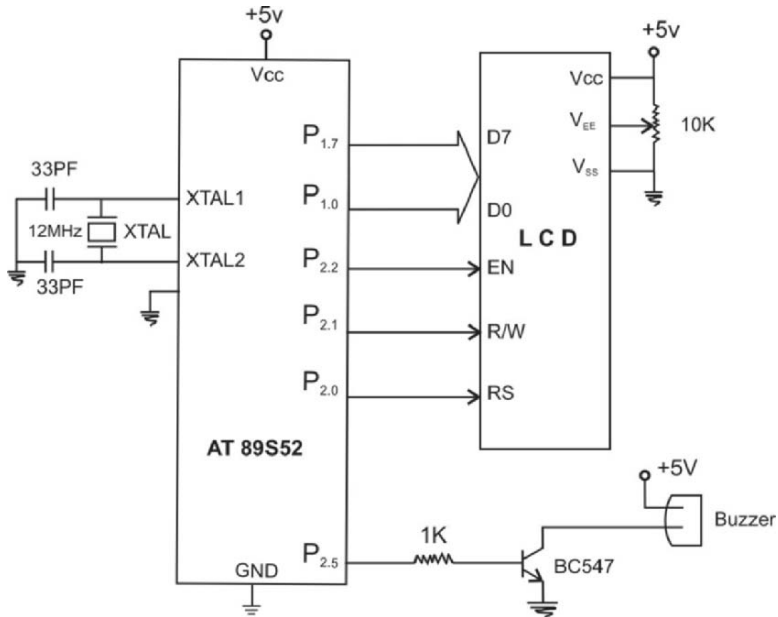 +5v
Vcc
P1.7
P1.0
P2.2
P2.1
P2.0
P2.5
33PF
XTAL1
12MHz XTAL
XTAL2
33PF
AT 89S52
GND
+5v
Vcc
VEE
VSS
10K
D7
D0
LCD
EN
R/W
RS
+5V
Buzzer
1K
BC547